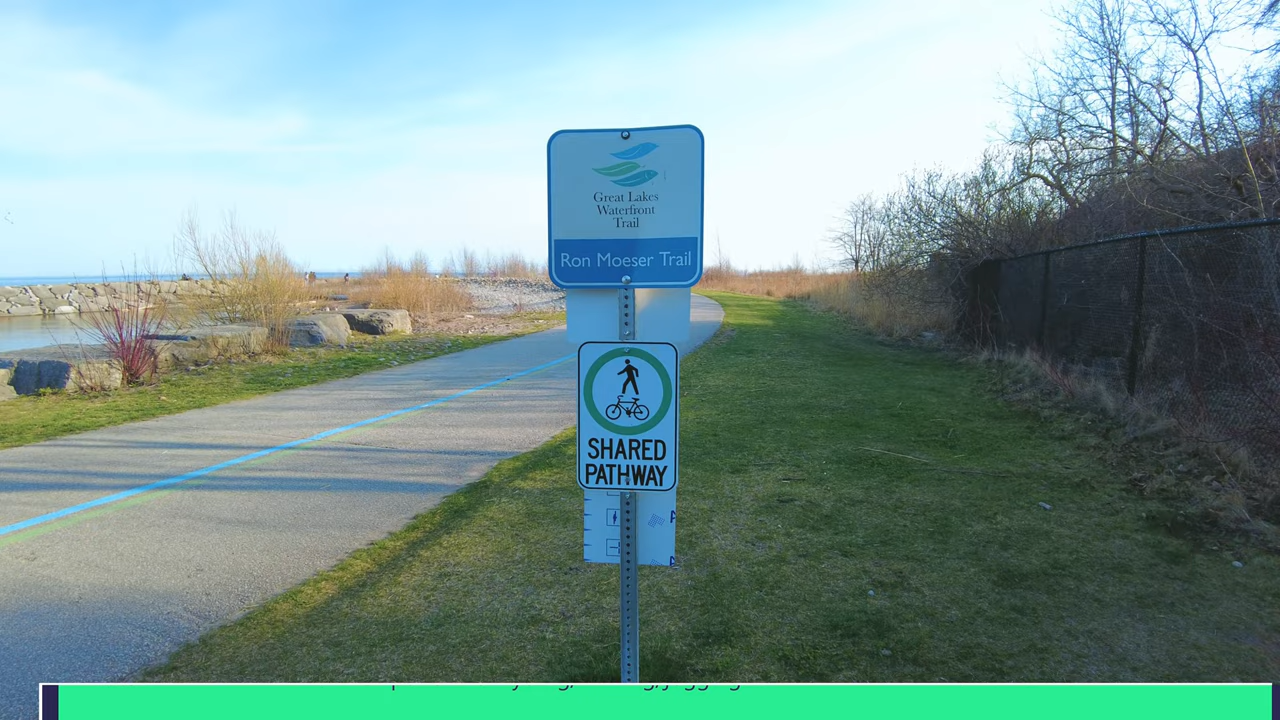 Great Lakes
Waterfront
Trail
Ron Moeser Trail
SHARED
PATHWAY